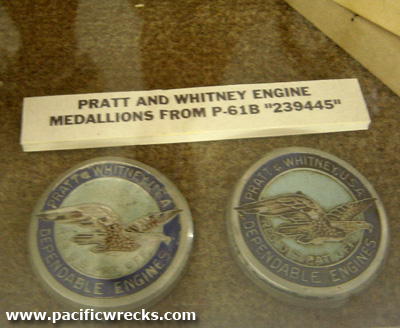 PRATT AND WHITNEY ENGINE
MEDALLIONS FROM P-61B "239445"
PRATT & WHITNEY, U.S.A.
DEPENDABLE ENGINES
PRATT & WHITNEY, U.S.A.
DEPENDABLE ENGINES
www.pacificwrecks.com